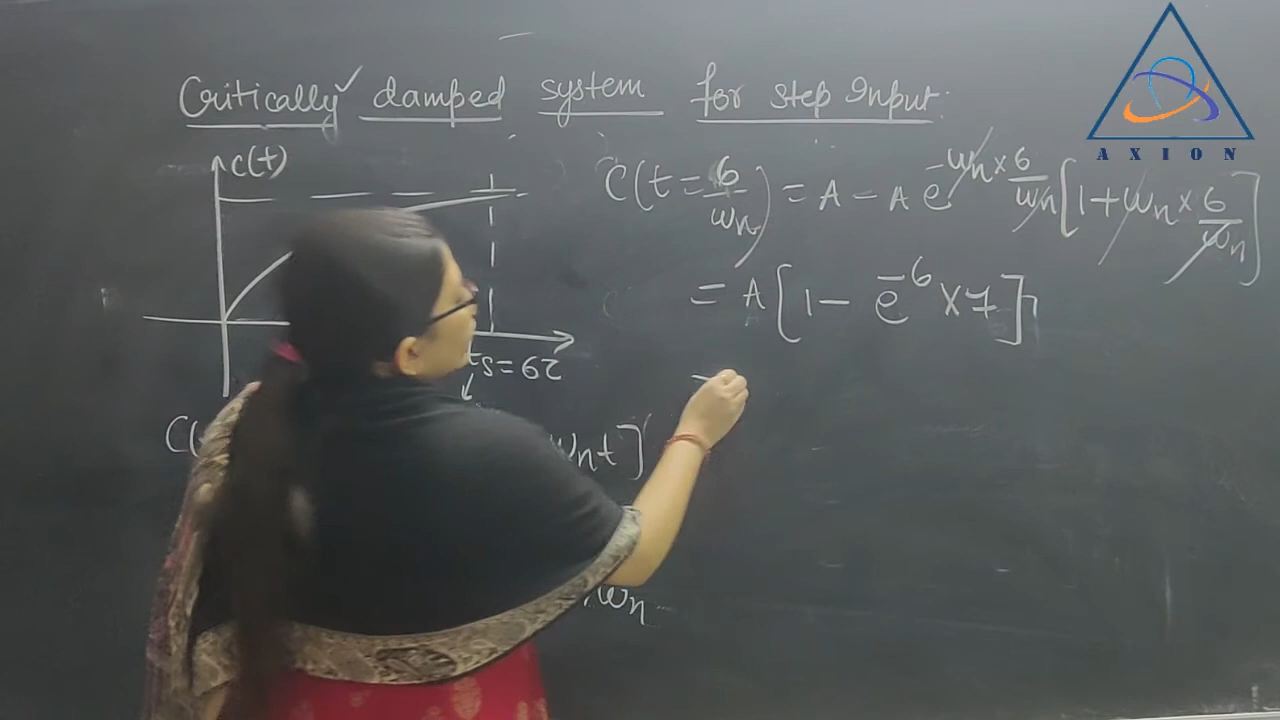 Critically damped system for step Input.
AXION
C(t)
C(t = 6/ωn) = A - A e^-ωn × 6/ωn [1 + ωn × 6/ωn]
= A[1 - e^-6 × 7]
ts = 6τ
C(
ωnt]
ωn